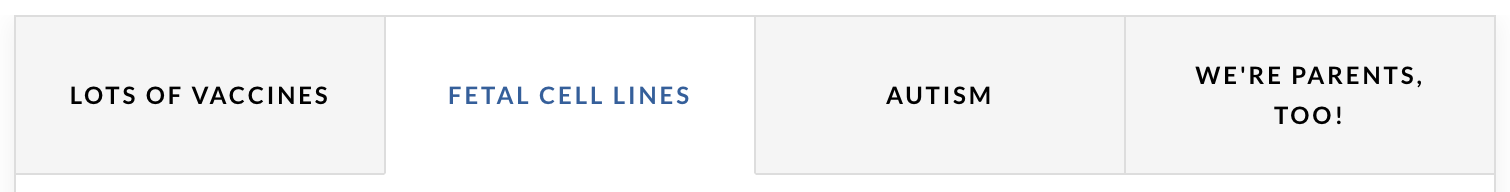 LOTS OF VACCINES
FETAL CELL LINES
AUTISM
WE'RE PARENTS,
TOO!